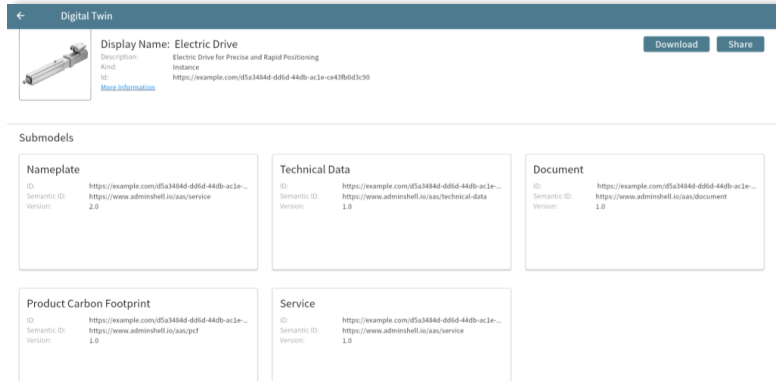 Digital Twin
Display Name: Electric Drive
Download
Share
Description: Electric Drive for Precise and Rapid Positioning
Kind: Instance
Id: https://example.com/d5a3484d-dd6d-44db-ac1e-ce43fb0d3c90
More Information
Submodels
Nameplate
ID: https://example.com/d5a3484d-dd6d-44db-ac1e-...
Semantic ID: https://www.adminshell.io/aas/service
Version: 2.0
Technical Data
ID: https://example.com/d5a3484d-dd6d-44db-ac1e-...
Semantic ID: https://www.adminshell.io/aas/technical-data
Version: 1.0
Document
ID: https://example.com/d5a3484d-dd6d-44db-ac1e-...
Semantic ID: https://www.adminshell.io/aas/document
Version: 1.0
Product Carbon Footprint
ID: https://example.com/d5a3484d-dd6d-44db-ac1e-...
Semantic ID: https://www.adminshell.io/aas/pcf
Version: 1.0
Service
ID: https://example.com/d5a3484d-dd6d-44db-ac1e-...
Semantic ID: https://www.adminshell.io/aas/service
Version: 1.0